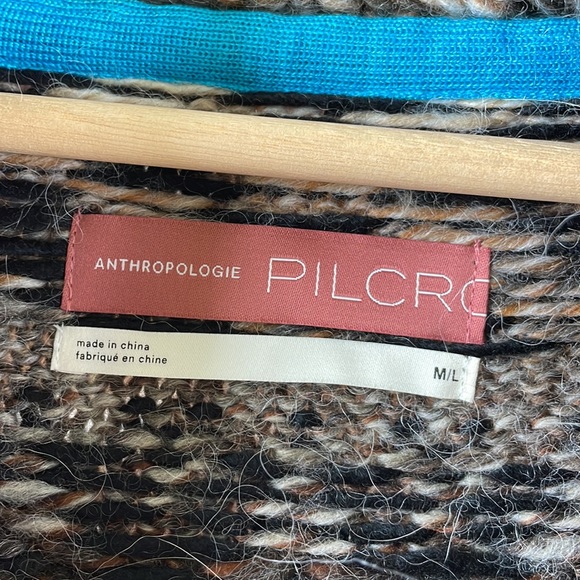 ANTHROPOLOGIE PILCRO
made in china
fabriqué en chine
M/L